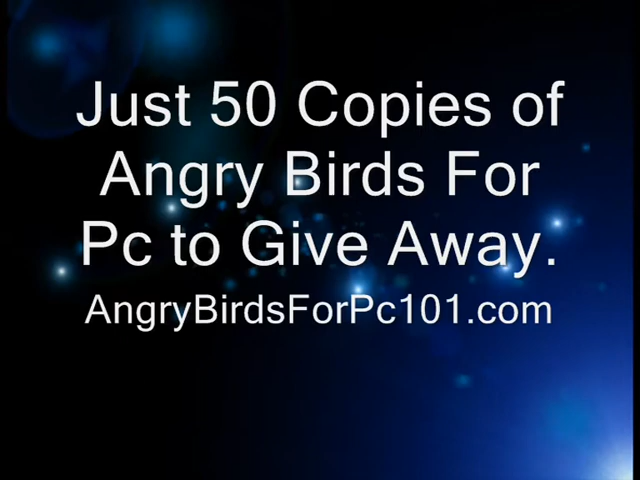 Just 50 Copies of
Angry Birds For
Pc to Give Away.
AngryBirdsForPc101.com